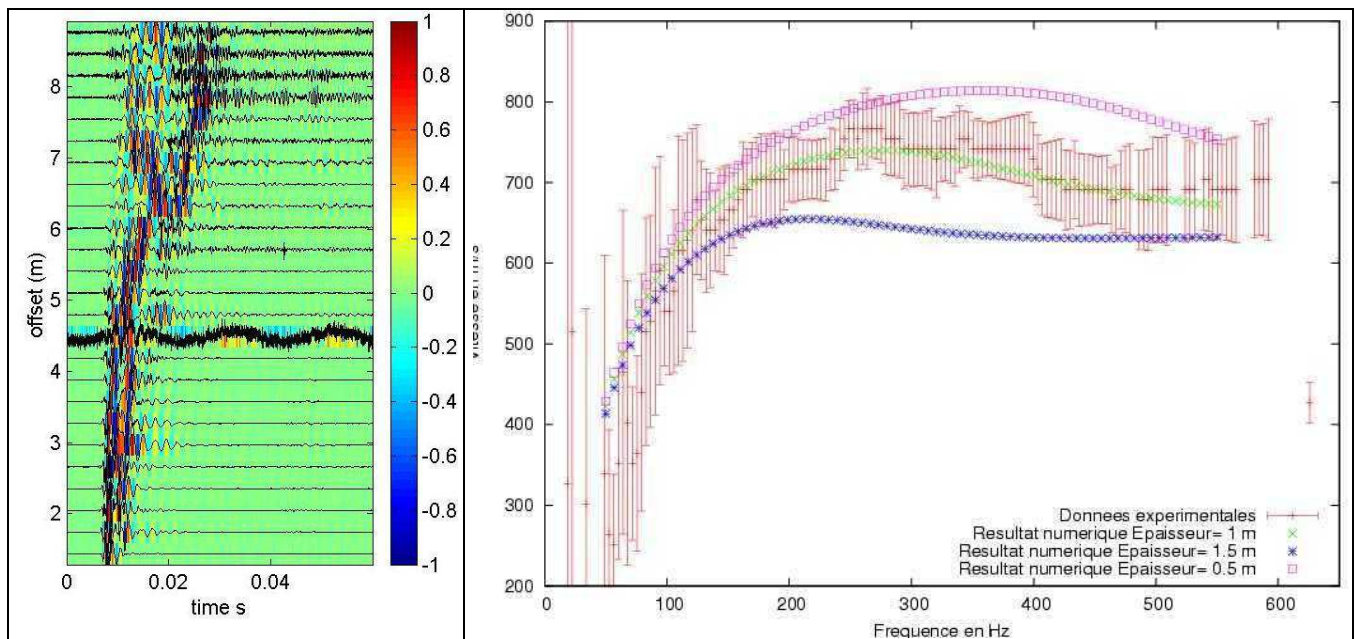 8
7
6
5
4
3
2
offset (m)
0 0.02 0.04
time s
1
0.8
0.6
0.4
0.2
0
-0.2
-0.4
-0.6
-0.8
-1
900
800
700
600
500
400
300
200
0 100 200 300 400 500 600
Frequence en Hz
Donnees experimentales
Resultat numérique Epaisseur= 1 m
Resultat numerique Epaisseur= 1.5 m
Resultat numerique Epaisseur= 0.5 m